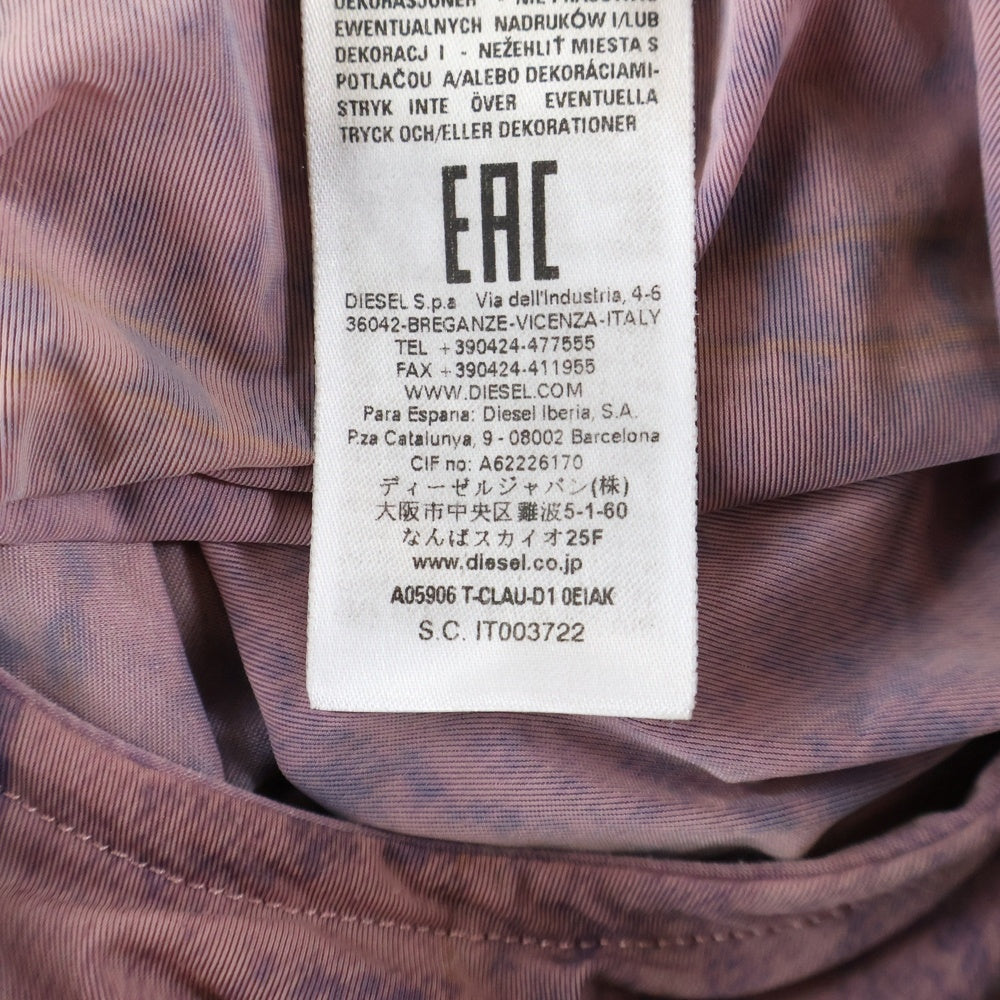 DEKORASJONER - NIE PRASOWAĆ
EWENTUALNYCH NADRUKÓW I/LUB
DEKORACJ I - NEŽEHLIŤ MIESTA S
POTLAČOU A/ALEBO DEKORÁCIAMI-
STRYK INTE ÖVER EVENTUELLA
TRYCK OCH/ELLER DEKORATIONER
EAC
DIESEL S.p.a Via dell'Industria, 4-6
36042-BREGANZE-VICENZA-ITALY
TEL +390424-477555
FAX +390424-411955
WWW.DIESEL.COM
Para Espana: Diesel Iberia, S.A.
P.za Catalunya, 9 - 08002 Barcelona
CIF no: A62226170
ディーゼルジャパン(株)
大阪市中央区難波5-1-60
なんばスカイオ25F
www.diesel.co.jp
A05906 T-CLAU-D1 0EIAK
S.C. IT003722